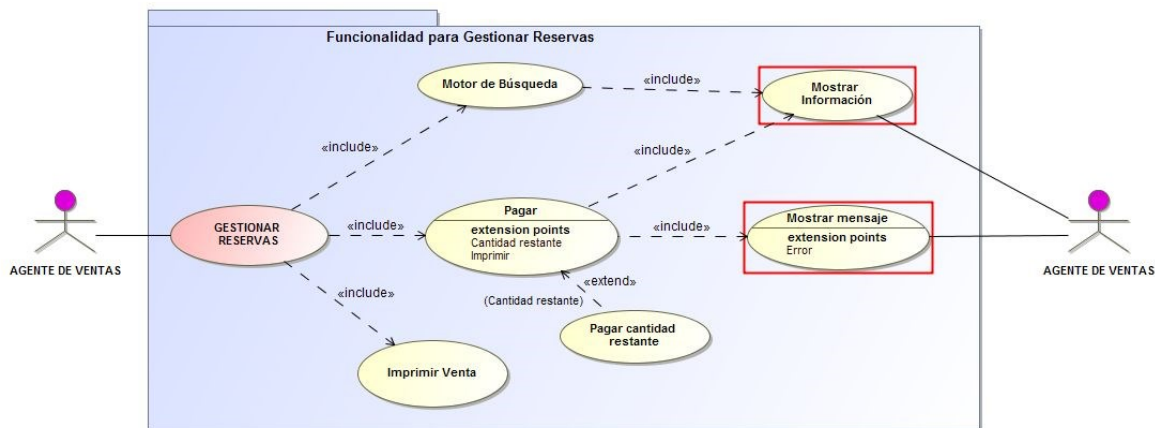 Funcionalidad para Gestionar Reservas
Motor de Búsqueda
«include»
Mostrar
Información
«include»
«include»
AGENTE DE VENTAS
GESTIONAR
RESERVAS
«include»
Pagar
extension points
Cantidad restante
Imprimir
«include»
Mostrar mensaje
extension points
Error
AGENTE DE VENTAS
«include»
«extend»
(Cantidad restante)
Pagar cantidad
restante
Imprimir Venta